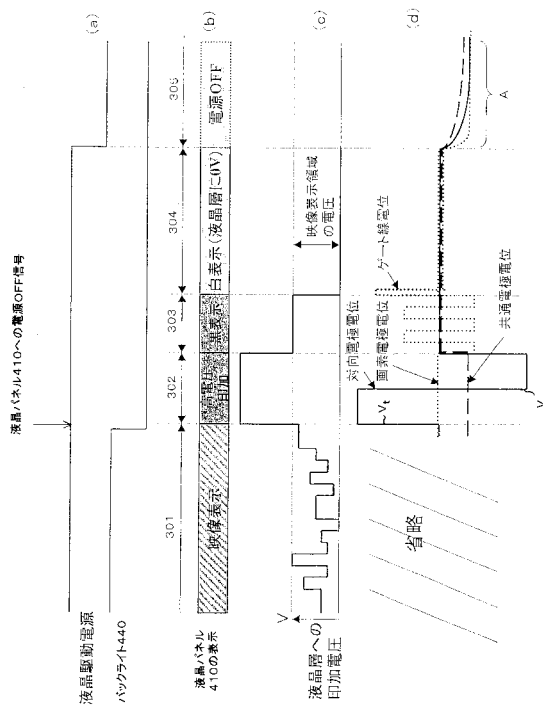 液晶パネル410への電源OFF信号
液晶駆動電源
(a)
バックライト440
301
302
303
304
305
(b)
液晶パネル
410の表示
映像表示
高電圧
印加
黒表示
白表示(液晶層に0V)
電源OFF
(c)
V
液晶層への
印加電圧
映像表示領域
の電圧
(d)
省略
~Vt
V
対向電極電位
画素電極電位
ゲート線電位
共通電極電位
A